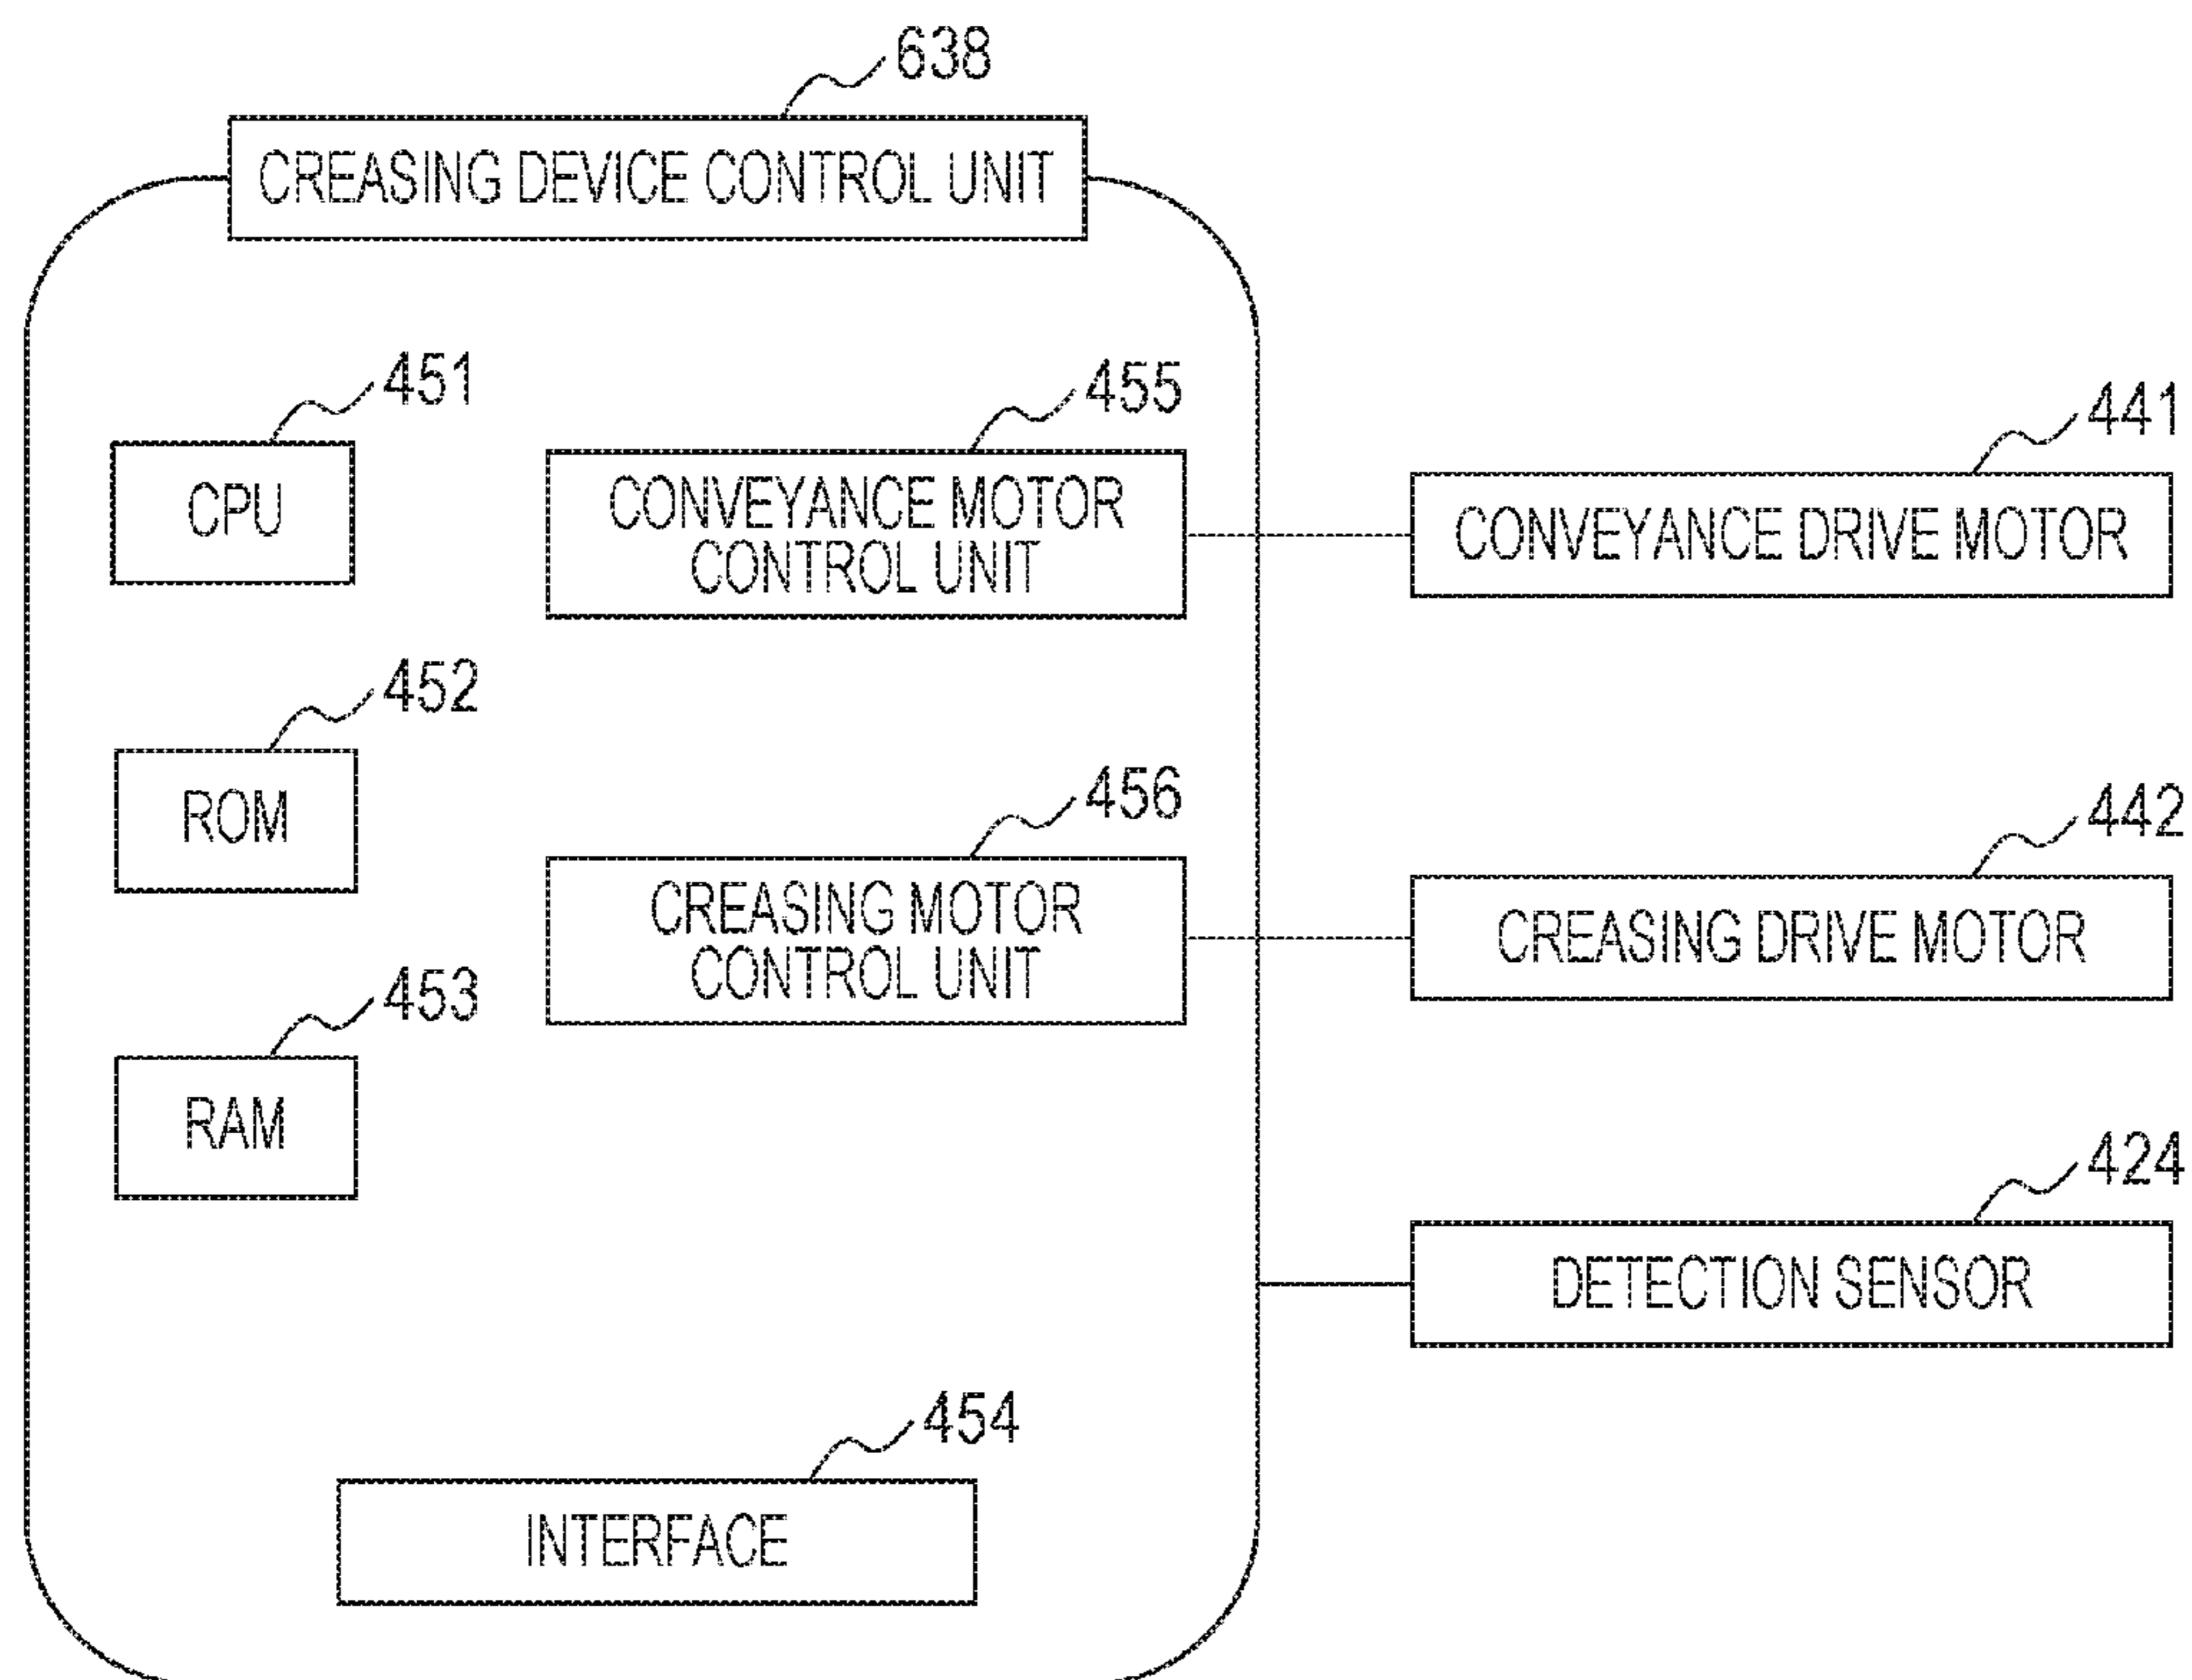 638
CREASING DEVICE CONTROL UNIT
451
CPU
455
CONVEYANCE MOTOR
CONTROL UNIT
441
CONVEYANCE DRIVE MOTOR
452
ROM
456
CREASING MOTOR
CONTROL UNIT
442
CREASING DRIVE MOTOR
453
RAM
424
DETECTION SENSOR
454
INTERFACE